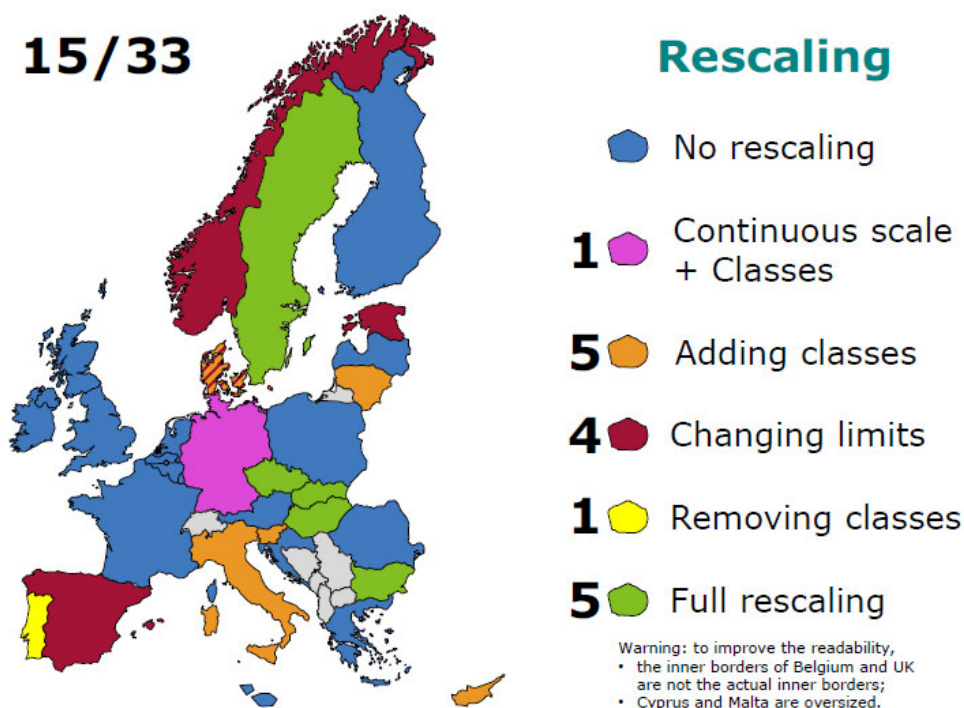 15/33
Rescaling
No rescaling
1 Continuous scale
+ Classes
5 Adding classes
4 Changing limits
1 Removing classes
5 Full rescaling
Warning: to improve the readability,
• the inner borders of Belgium and UK
are not the actual inner borders;
• Cyprus and Malta are oversized.